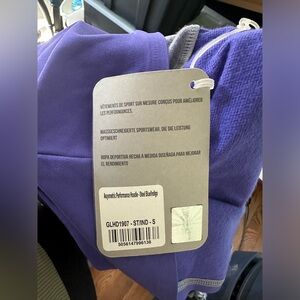 VÊTEMENTS DE SPORT SUR MESURE CONÇUS POUR AMÉLIORER
LES PERFORMANCES.
MASSGESCHNEIDERTE SPORTSWEAR, DIE DIE LEISTUNG
OPTIMIERT
ROPA DEPORTIVA HECHA A MEDIDA DISEÑADA PARA MEJORAR
EL RENDIMIENTO
Asymmetric Performance Hoodie - Steel Blue/Indigo
GLHD1907 - ST/IND - S
5056147996136